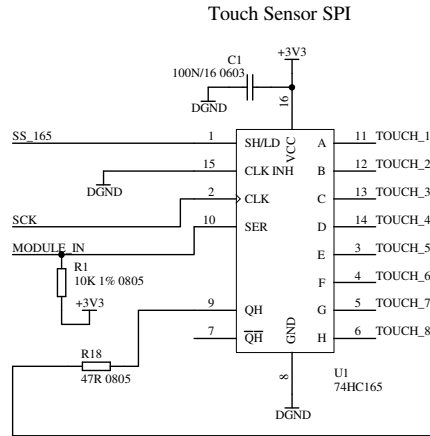 Touch Sensor SPI
+3V3
C1
100N/16 0603
DGND
16
SS_165
1
SH/LD
VCC
A
11
TOUCH_1
15
CLK INH
B
12
TOUCH_2
DGND
2
CLK
C
13
TOUCH_3
SCK
10
SER
D
14
TOUCH_4
MODULE_IN
E
3
TOUCH_5
R1
10K 1% 0805
F
4
TOUCH_6
+3V3
9
QH
GND
G
5
TOUCH_7
7
QH
H
6
TOUCH_8
R18
47R 0805
8
U1
74HC165
DGND